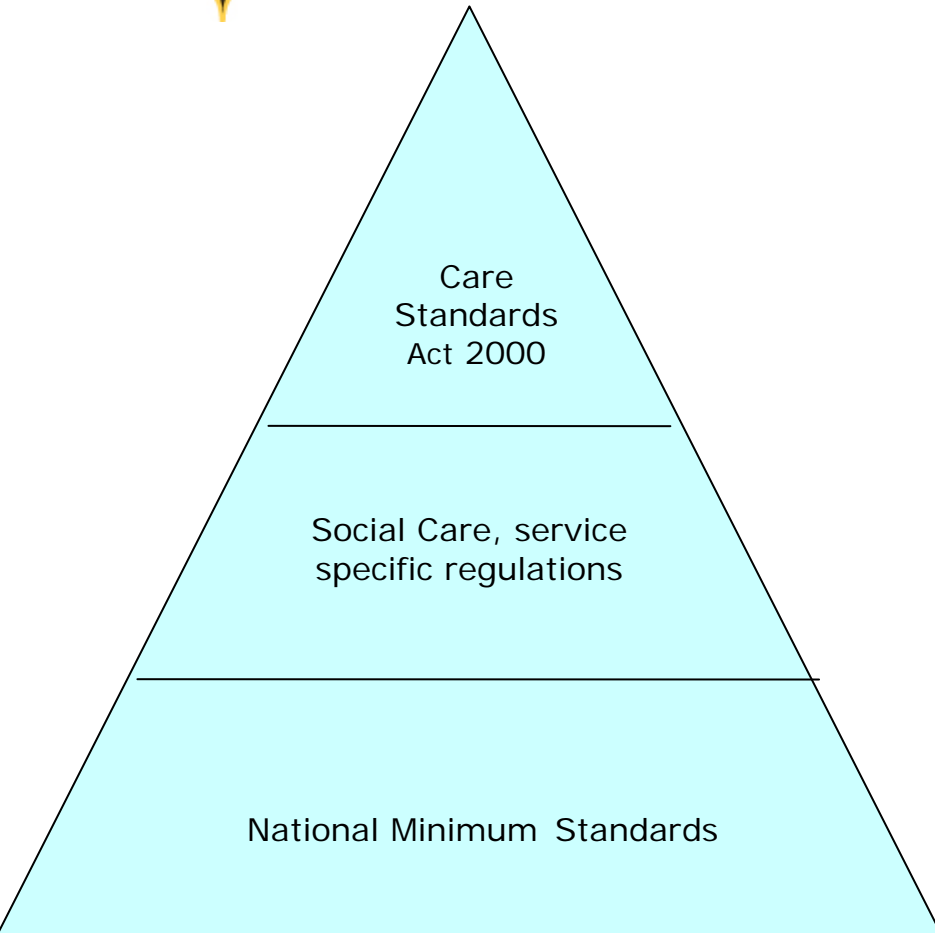 Care
Standards
Act 2000
Social Care, service
specific regulations
National Minimum Standards